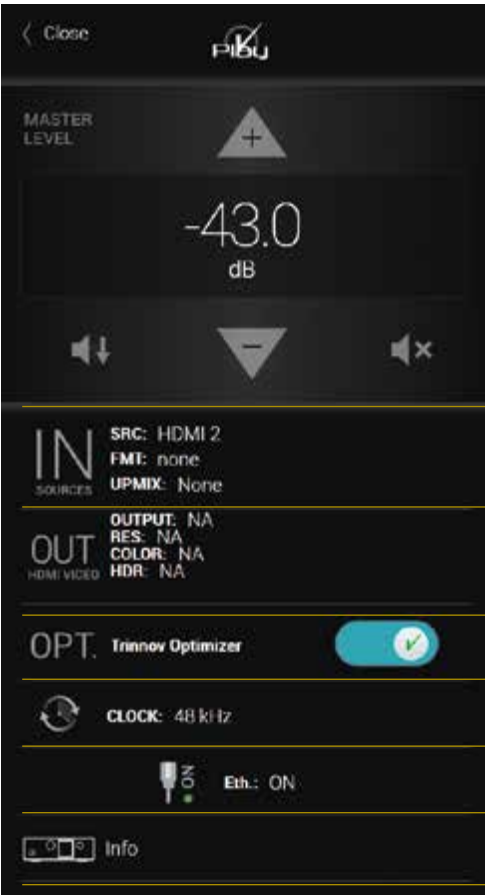 Close
MASTER
LEVEL
+
-43.0
dB
−
IN
SOURCES
SRC: HDMI 2
FMT: none
UPMIX: None
OUT
HDMI VIDEO
OUTPUT: NA
RES: NA
COLOR: NA
HDR: NA
OPT. Trinnov Optimizer
CLOCK: 48 kHz
ON
Eth.: ON
Info